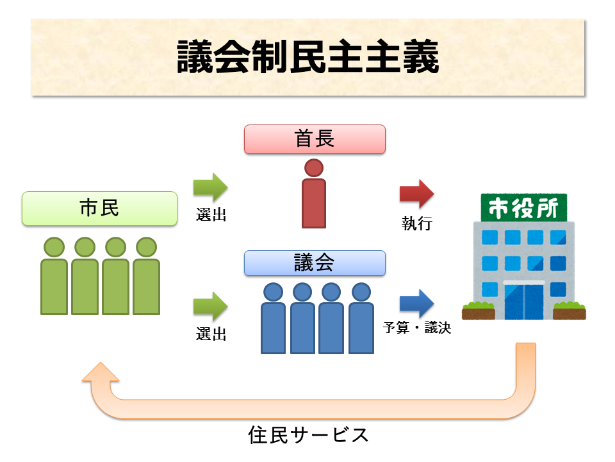 議会制民主主義
首長
市民
選出
執行
市役所
議会
選出
予算・議決
住民サービス